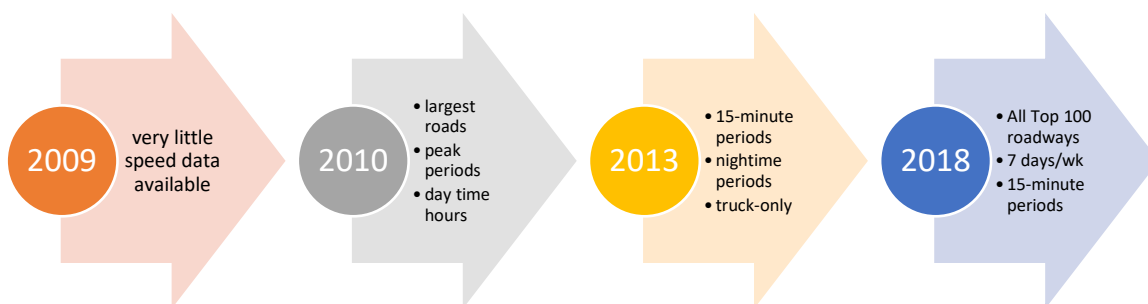 2009
very little
speed data
available
2010
• largest
roads
• peak
periods
• day time
hours
2013
• 15-minute
periods
• nightime
periods
• truck-only
2018
• All Top 100
roadways
• 7 days/wk
• 15-minute
periods